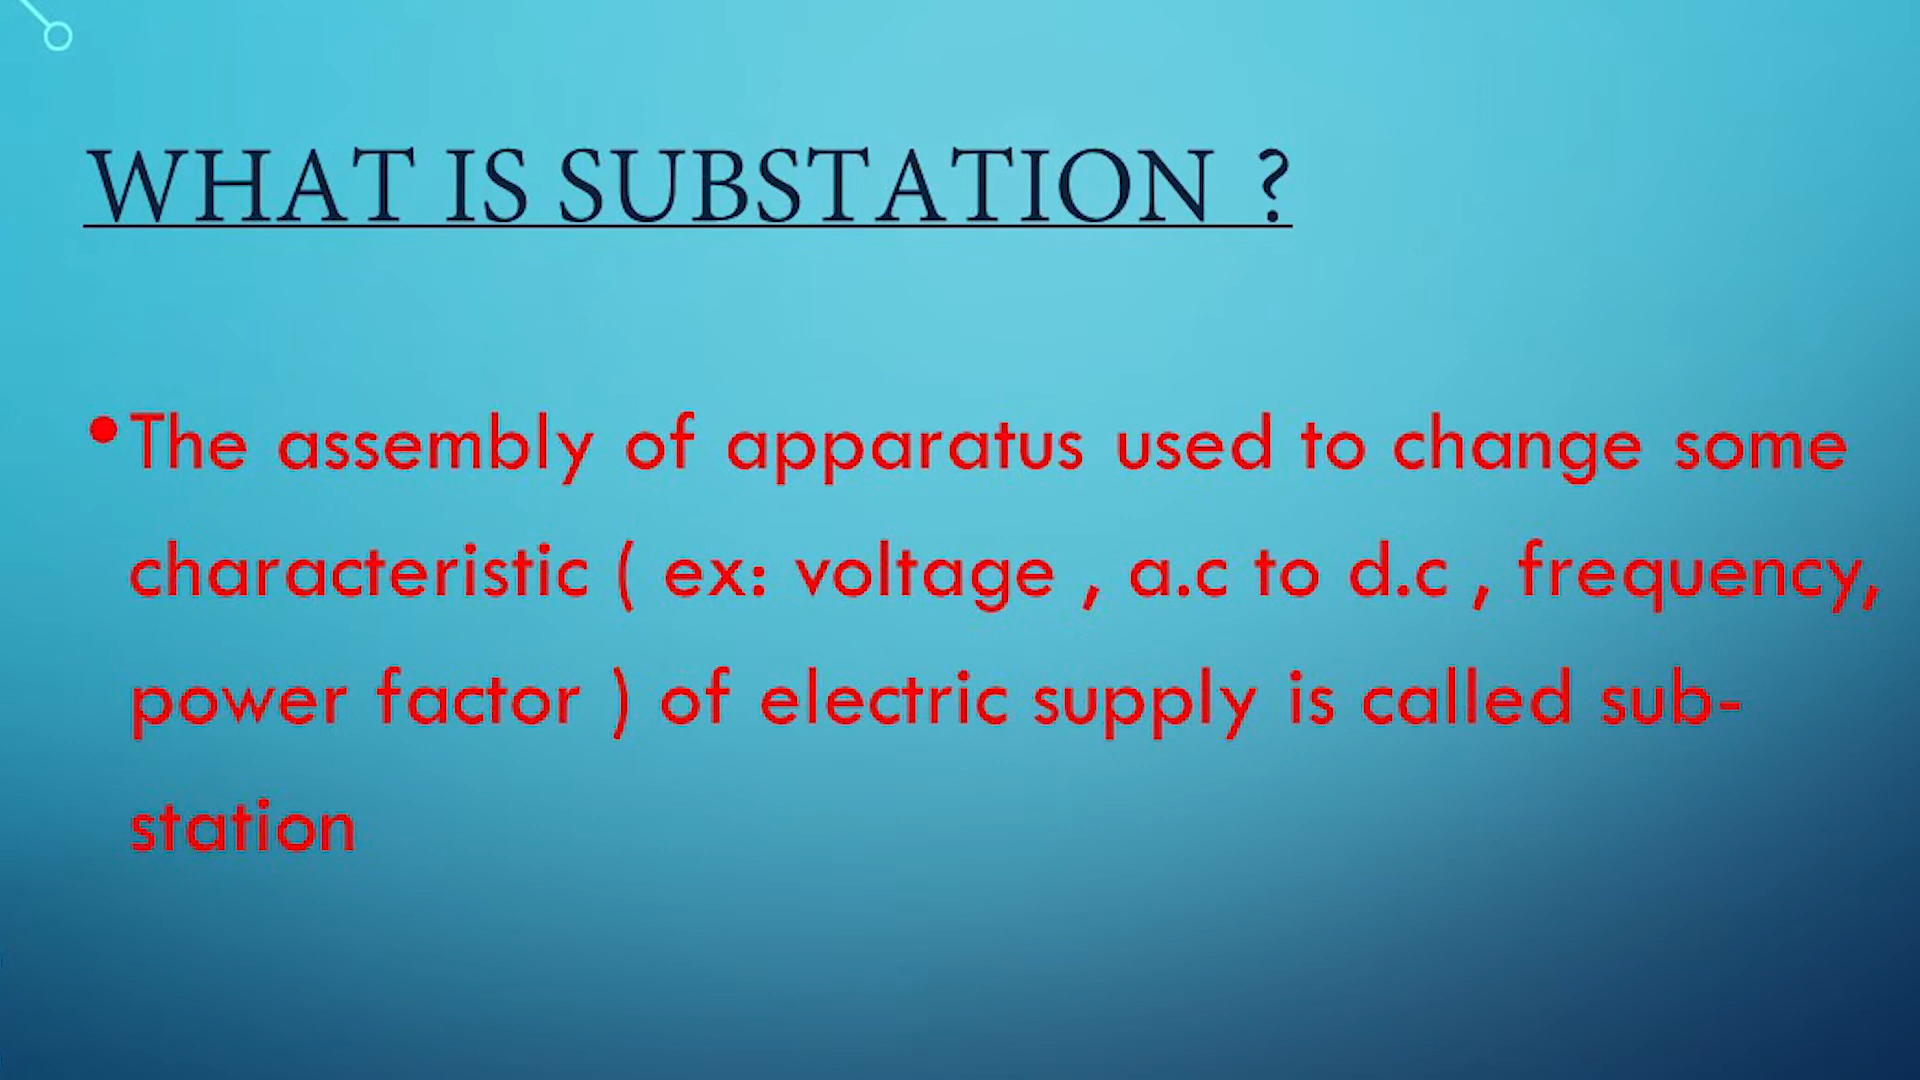 WHAT IS SUBSTATION ?
•The assembly of apparatus used to change some
characteristic ( ex: voltage , a.c to d.c , frequency,
power factor ) of electric supply is called sub-
station